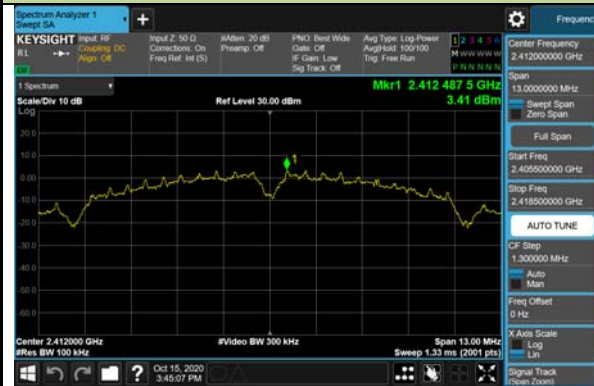 Spectrum Analyzer 1
Swept SA
+
Frequenc
KEYSIGHT Input: RF
R L Coupling: DC
Align: Off
LV
Input Z: 50 Ω
Corrections: On
Freq Ref: Int (S)
#Atten: 20 dB
Preamp: Off
PNO: Best Wide
Gate: Off
IF Gain: Low
Sig Track: Off
Avg Type: Log-Power
Avg|Hold: 100/100
Trig: Free Run
1 2 3 4 5 6
M W W W W W
P N N N N N
1 Spectrum
Scale/Div 10 dB
Log
Ref Level 30.00 dBm
Mkr1 2.412 487 5 GHz
3.41 dBm
1
20.0
10.0
0.00
-10.0
-20.0
-30.0
-40.0
-50.0
-60.0
Center 2.412000 GHz
#Res BW 100 kHz
#Video BW 300 kHz
Span 13.00 MHz
Sweep 1.33 ms (2001 pts)
Center Frequency
2.412000000 GHz
Span
13.0000000 MHz
Swept Span
Zero Span
Full Span
Start Freq
2.405500000 GHz
Stop Freq
2.418500000 GHz
AUTO TUNE
CF Step
1.300000 MHz
Auto
Man
Freq Offset
0 Hz
X Axis Scale
Log
Lin
Signal Track
(Span Zoom)
?
Oct 15, 2020
3:45:07 PM